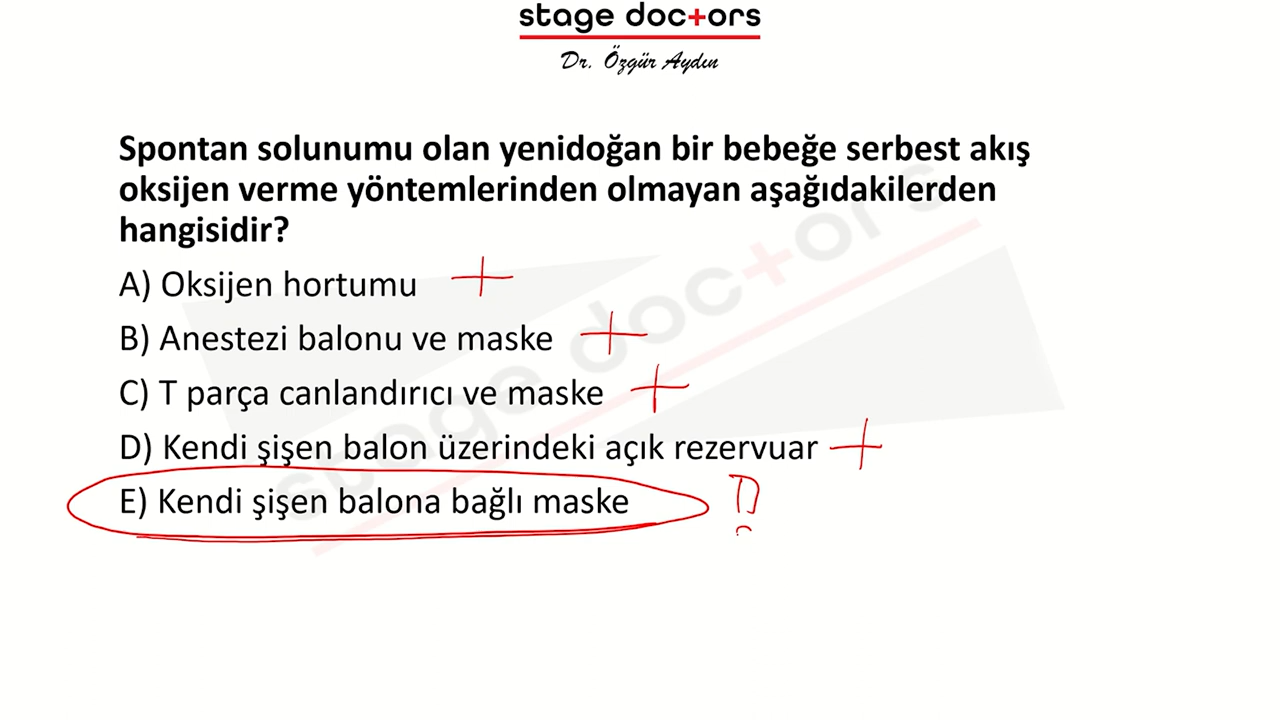 stage doctors
Dr. Özgür Aydın
Spontan solunumu olan yenidoğan bir bebeğe serbest akış
oksijen verme yöntemlerinden olmayan aşağıdakilerden
hangisidir?
A) Oksijen hortumu
B) Anestezi balonu ve maske
C) T parça canlandırıcı ve maske
D) Kendi şişen balon üzerindeki açık rezervuar
E) Kendi şişen balona bağlı maske
stage doctors